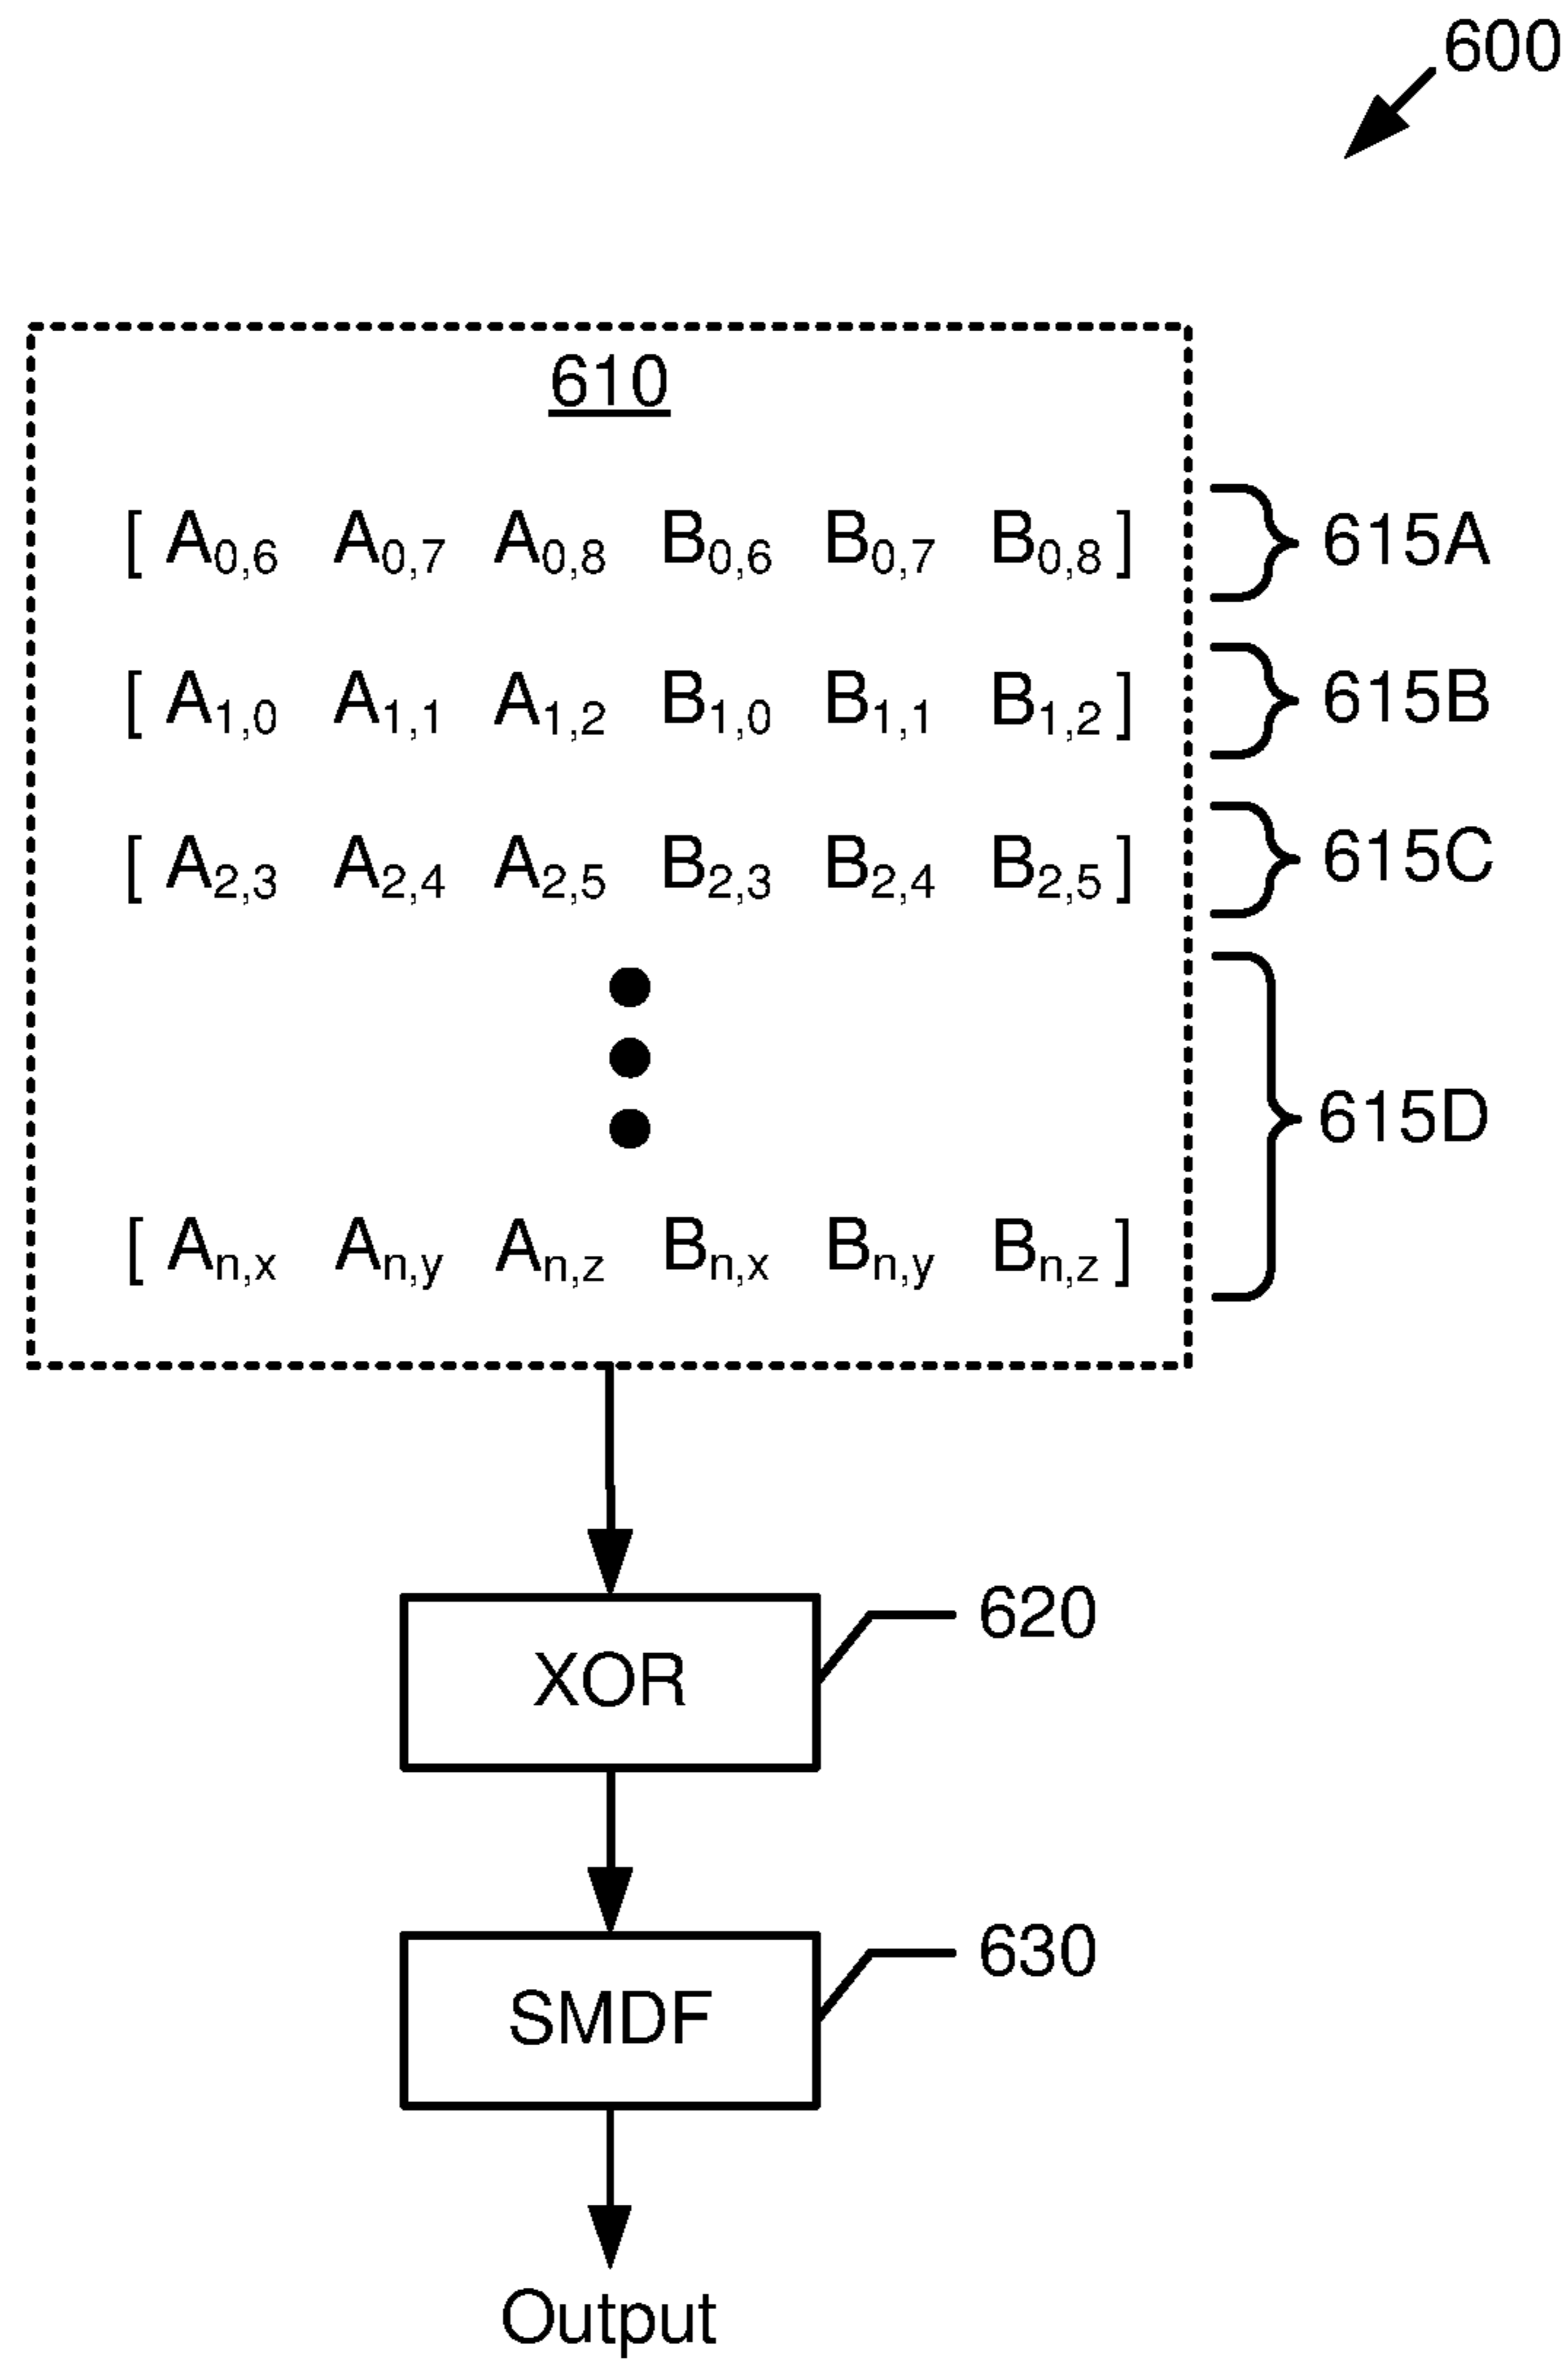 600
610
[ A0,6 A0,7 A0,8 B0,6 B0,7 B0,8 ] 615A
[ A1,0 A1,1 A1,2 B1,0 B1,1 B1,2 ] 615B
[ A2,3 A2,4 A2,5 B2,3 B2,4 B2,5 ] 615C
615D
[ An,x An,y An,z Bn,x Bn,y Bn,z ]
620
XOR
630
SMDF
Output